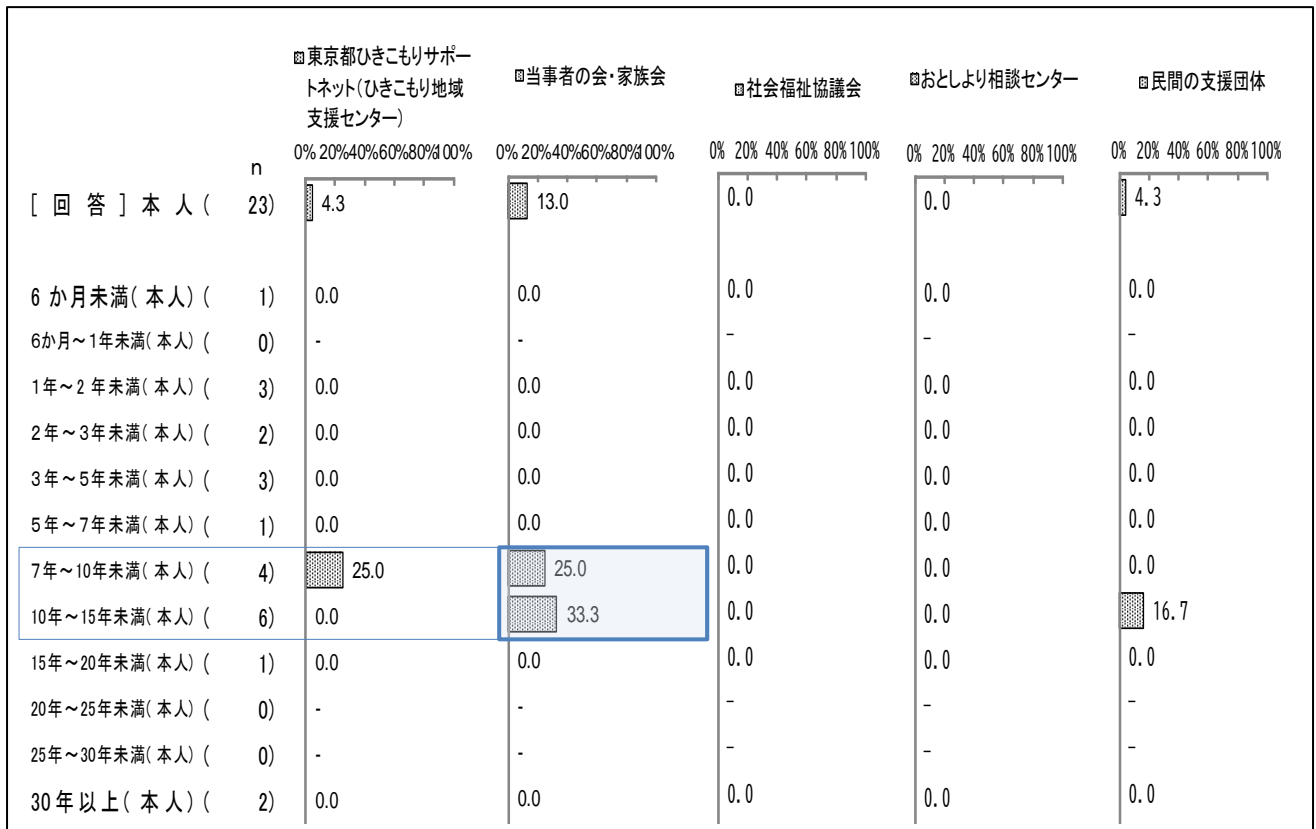 東京都ひきこもりサポー
トネット(ひきこもり地域
支援センター)
当事者の会・家族会
社会福祉協議会
おとしより相談センター
民間の支援団体
n
0% 20% 40% 60% 80% 100% 0% 20% 40% 60% 80% 100% 0% 20% 40% 60% 80% 100% 0% 20% 40% 60% 80% 100% 0% 20% 40% 60% 80% 100%
[ 回 答 ] 本 人 ( 23) 4.3 13.0 0.0 0.0 4.3
6 か月未満( 本人) ( 1) 0.0 0.0 0.0 0.0 0.0
6か月～1年未満( 本人) ( 0) - - - - -
1年～2 年未満( 本人) ( 3) 0.0 0.0 0.0 0.0 0.0
2年～3年未満( 本人) ( 2) 0.0 0.0 0.0 0.0 0.0
3年～5年未満( 本人) ( 3) 0.0 0.0 0.0 0.0 0.0
5年～7年未満( 本人) ( 1) 0.0 0.0 0.0 0.0 0.0
7年～10年未満( 本人) ( 4) 25.0 25.0 0.0 0.0 0.0
10年～15年未満( 本人) ( 6) 0.0 33.3 0.0 0.0 16.7
15年～20年未満( 本人) ( 1) 0.0 0.0 0.0 0.0 0.0
20年～25年未満( 本人) ( 0) - - - - -
25年～30年未満( 本人) ( 0) - - - - -
30年以上( 本人) ( 2) 0.0 0.0 0.0 0.0 0.0